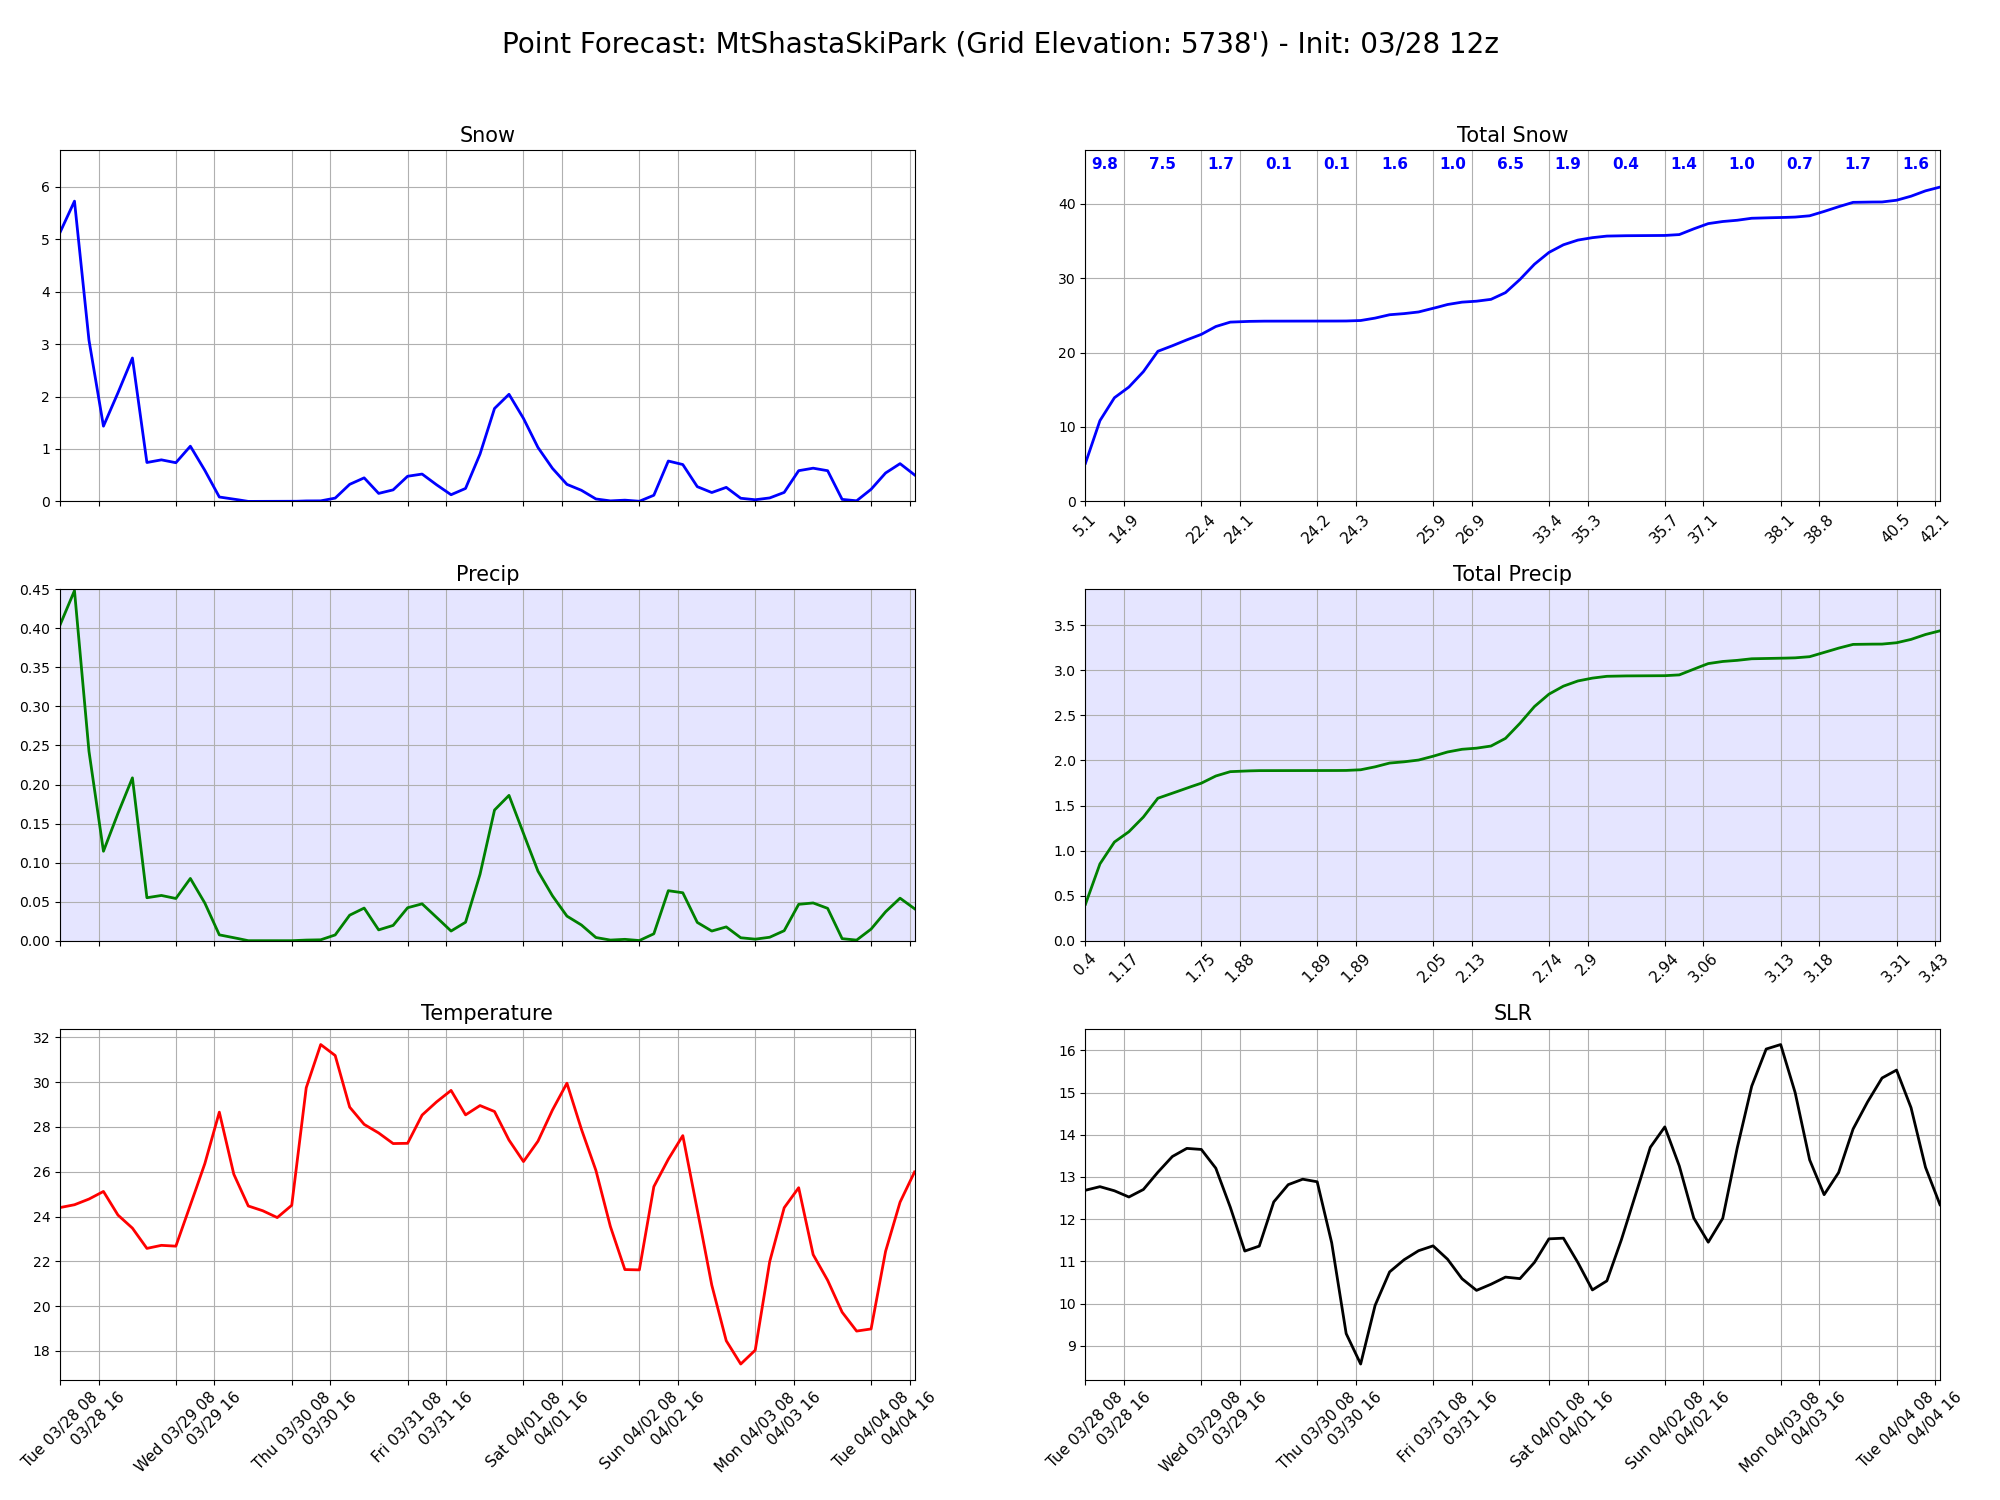 Point Forecast: MtShastaSkiPark (Grid Elevation: 5738') - Init: 03/28 12z
Snow
6
5
4
3
2
1
0
Total Snow
9.8 7.5 1.7 0.1 0.1 1.6 1.0 6.5 1.9 0.4 1.4 1.0 0.7 1.7 1.6
40
30
20
10
0
5.1 14.9 22.4 24.1 24.2 24.3 25.9 26.9 33.4 35.3 35.7 37.1 38.1 38.8 40.5 42.1
Precip
0.45
0.40
0.35
0.30
0.25
0.20
0.15
0.10
0.05
0.00
Total Precip
3.5
3.0
2.5
2.0
1.5
1.0
0.5
0.0
0.4 1.17 1.75 1.88 1.89 1.89 2.05 2.13 2.74 2.9 2.94 3.06 3.13 3.18 3.31 3.43
Temperature
32
30
28
26
24
22
20
18
Tue 03/28 08
03/28 16
Wed 03/29 08
03/29 16
Thu 03/30 08
03/30 16
Fri 03/31 08
03/31 16
Sat 04/01 08
04/01 16
Sun 04/02 08
04/02 16
Mon 04/03 08
04/03 16
Tue 04/04 08
04/04 16
SLR
16
15
14
13
12
11
10
9
Tue 03/28 08
03/28 16
Wed 03/29 08
03/29 16
Thu 03/30 08
03/30 16
Fri 03/31 08
03/31 16
Sat 04/01 08
04/01 16
Sun 04/02 08
04/02 16
Mon 04/03 08
04/03 16
Tue 04/04 08
04/04 16